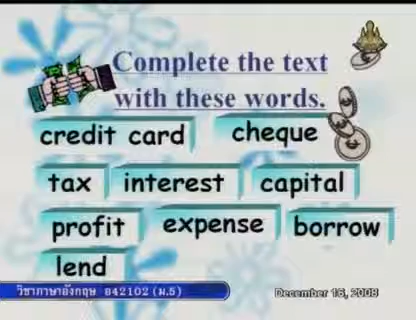 Complete the text
with these words.
credit card cheque
tax interest capital
profit expense borrow
lend
วิชาภาษาอังกฤษ อ42102 (ม.5)
December 16, 2008